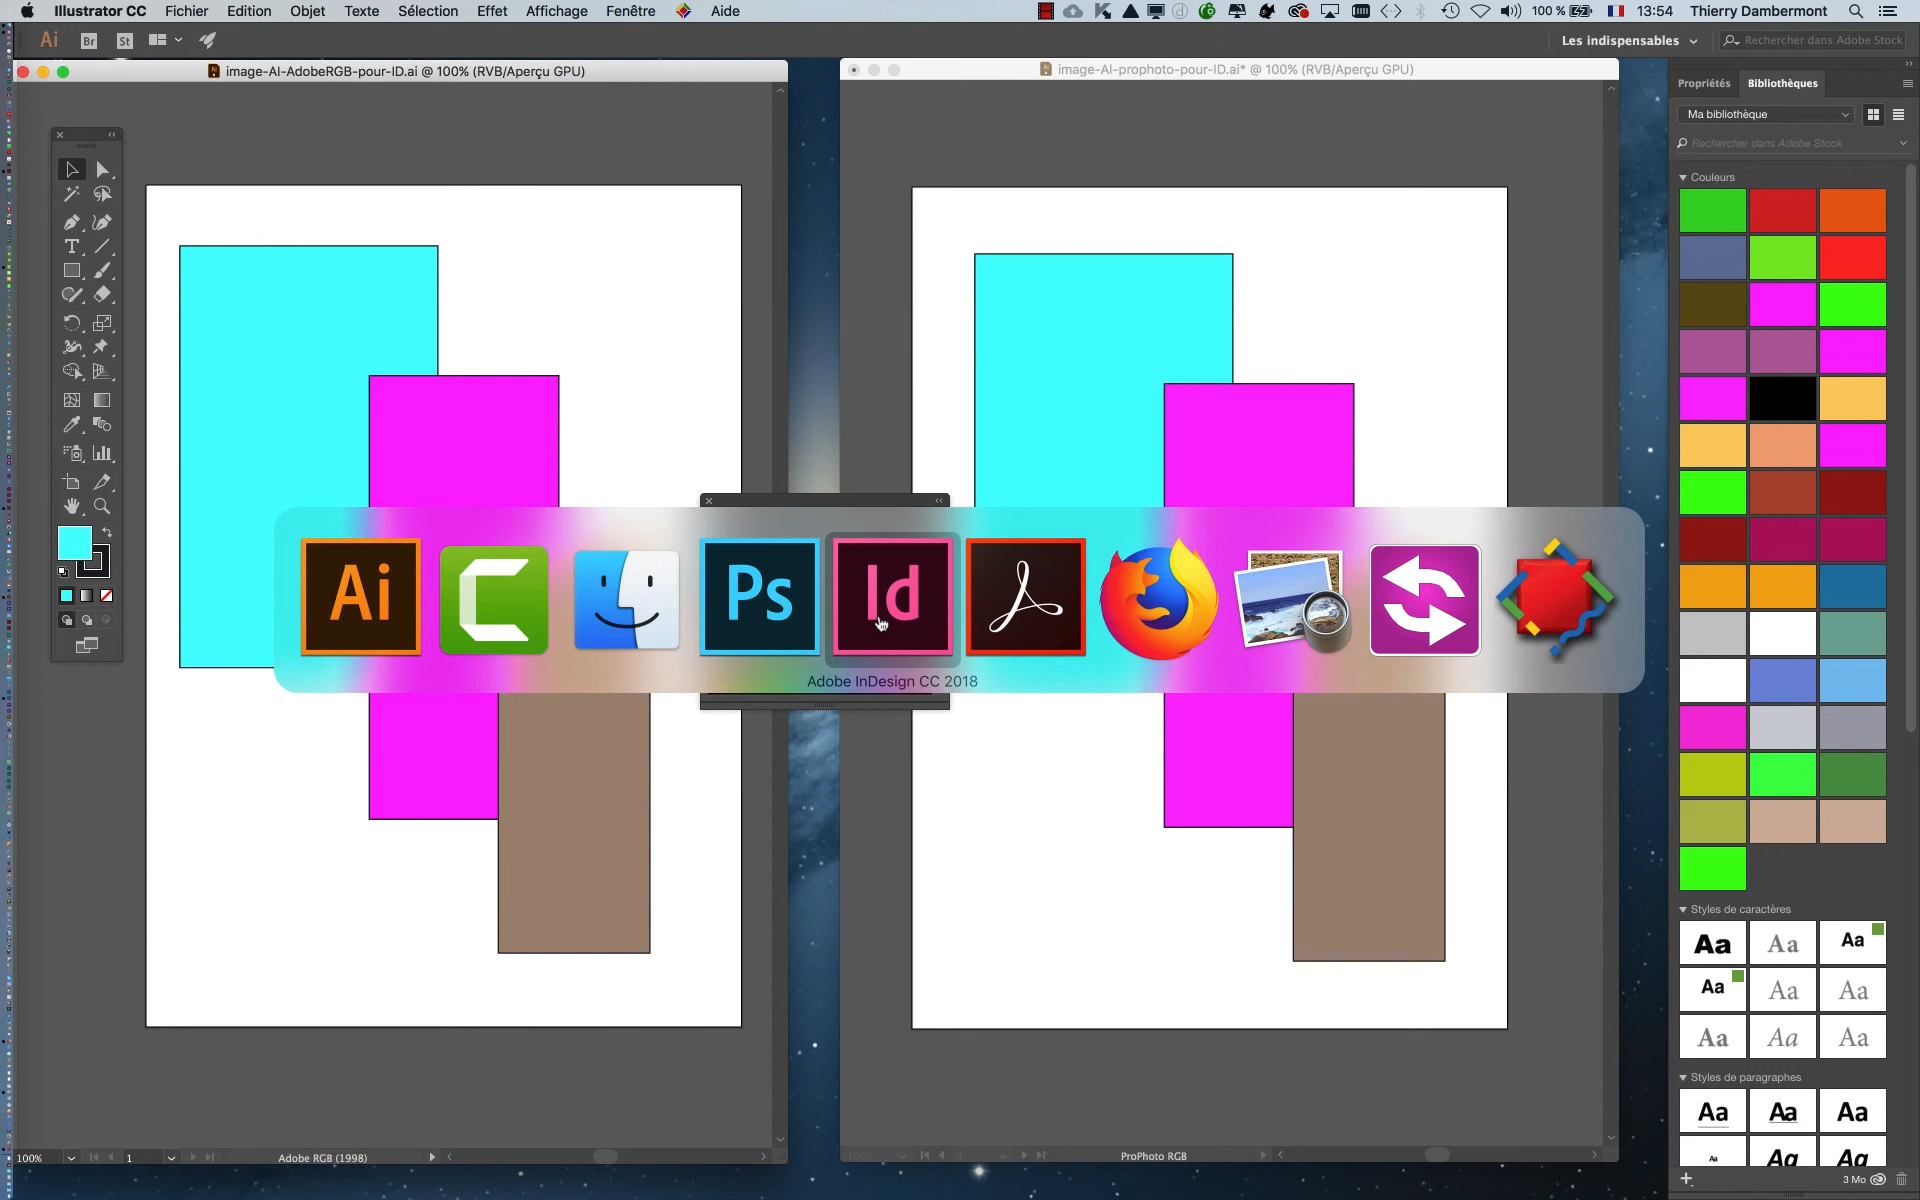 Illustrator CC Fichier Edition Objet Texte Sélection Effet Affichage Fenêtre Aide 100 % 13:54 Thierry Dambermont
Ai Br St Les indispensables Rechercher dans Adobe Stock
image-AI-AdobeRGB-pour-ID.ai @ 100% (RVB/Aperçu GPU)
image-AI-prophoto-pour-ID.ai* @ 100% (RVB/Aperçu GPU)
Propriétés Bibliothèques
Ma bibliothèque
Rechercher dans Adobe Stock
Couleurs
T
Ai C Ps Id
Adobe InDesign CC 2018
Styles de caractères
Aa Aa Aa
Aa Aa Aa
Aa Aa Aa
Styles de paragraphes
Aa Aa Aa
Aa Ag Ag
100% 1 Adobe RGB (1998)
ProPhoto RGB
3 Mo